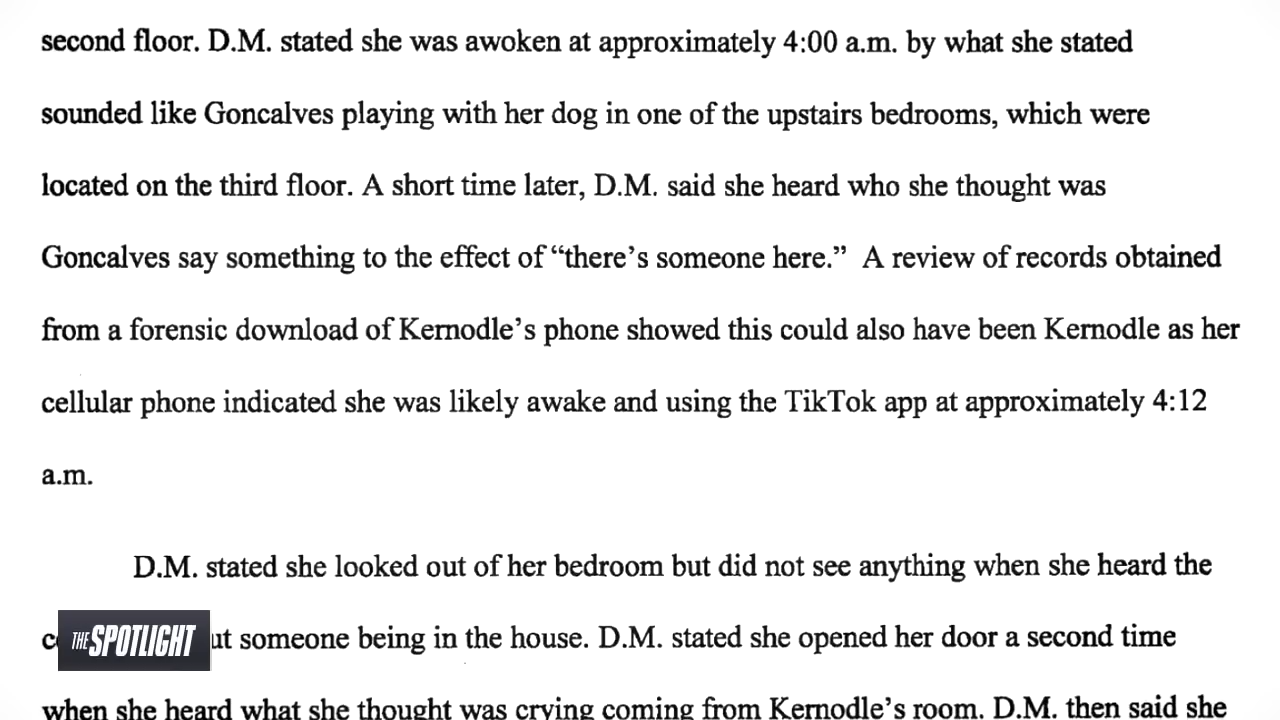 second floor. D.M. stated she was awoken at approximately 4:00 a.m. by what she stated
sounded like Goncalves playing with her dog in one of the upstairs bedrooms, which were
located on the third floor. A short time later, D.M. said she heard who she thought was
Goncalves say something to the effect of “there’s someone here.” A review of records obtained
from a forensic download of Kernodle’s phone showed this could also have been Kernodle as her
cellular phone indicated she was likely awake and using the TikTok app at approximately 4:12
a.m.
D.M. stated she looked out of her bedroom but did not see anything when she heard the
THE SPOTLIGHT someone being in the house. D.M. stated she opened her door a second time
when she heard what she thought was crying coming from Kernodle’s room. D.M. then said she